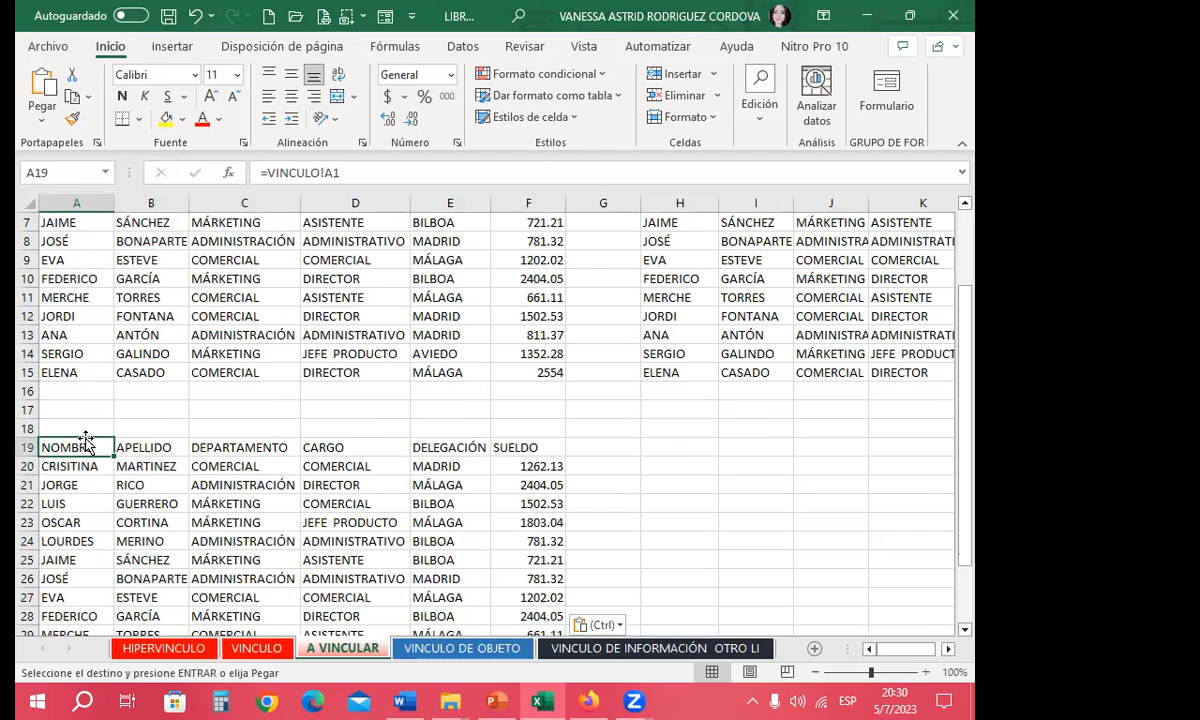 Autoguardado LIBR... VANESSA ASTRID RODRIGUEZ CORDOVA
Archivo Inicio Insertar Disposición de página Fórmulas Datos Revisar Vista Automatizar Ayuda Nitro Pro 10
Pegar Calibri 11 General Formato condicional Insertar
N K S $ % 000 Dar formato como tabla Eliminar Edición Analizar datos Formulario
Estilos de celda Formato
Portapapeles Fuente Alineación Número Estilos Celdas Análisis GRUPO DE FOR
A19 fx =VINCULO!A1
A B C D E F G H I J K
7 JAIME SÁNCHEZ MÁRKETING ASISTENTE BILBOA 721.21 JAIME SÁNCHEZ MÁRKETING ASISTENTE
8 JOSÉ BONAPARTE ADMINISTRACIÓN ADMINISTRATIVO MADRID 781.32 JOSÉ BONAPARTE ADMINISTRA ADMINISTRATI
9 EVA ESTEVE COMERCIAL COMERCIAL MÁLAGA 1202.02 EVA ESTEVE COMERCIAL COMERCIAL
10 FEDERICO GARCÍA MÁRKETING DIRECTOR BILBOA 2404.05 FEDERICO GARCÍA MÁRKETING DIRECTOR
11 MERCHE TORRES COMERCIAL ASISTENTE MÁLAGA 661.11 MERCHE TORRES COMERCIAL ASISTENTE
12 JORDI FONTANA COMERCIAL DIRECTOR MADRID 1502.53 JORDI FONTANA COMERCIAL DIRECTOR
13 ANA ANTÓN ADMINISTRACIÓN ADMINISTRATIVO MADRID 811.37 ANA ANTÓN ADMINISTRA ADMINISTRATI
14 SERGIO GALINDO MÁRKETING JEFE PRODUCTO AVIEDO 1352.28 SERGIO GALINDO MÁRKETING JEFE PRODUCT
15 ELENA CASADO COMERCIAL DIRECTOR MÁLAGA 2554 ELENA CASADO COMERCIAL DIRECTOR
16
17
18
19 NOMBRE APELLIDO DEPARTAMENTO CARGO DELEGACIÓN SUELDO
20 CRISITINA MARTINEZ COMERCIAL COMERCIAL MADRID 1262.13
21 JORGE RICO ADMINISTRACIÓN DIRECTOR MADRID 2404.05
22 LUIS GUERRERO MÁRKETING COMERCIAL BILBOA 1502.53
23 OSCAR CORTINA MÁRKETING JEFE PRODUCTO MÁLAGA 1803.04
24 LOURDES MERINO ADMINISTRACIÓN ADMINISTRATIVO BILBOA 781.32
25 JAIME SÁNCHEZ MÁRKETING ASISTENTE BILBOA 721.21
26 JOSÉ BONAPARTE ADMINISTRACIÓN ADMINISTRATIVO MADRID 781.32
27 EVA ESTEVE COMERCIAL COMERCIAL MÁLAGA 1202.02
28 FEDERICO GARCÍA MÁRKETING DIRECTOR BILBOA 2404.05
29 MERCHE TORRES COMERCIAL ASISTENTE MÁLAGA 661.11
(Ctrl)
HIPERVINCULO VINCULO A VINCULAR VINCULO DE OBJETO VINCULO DE INFORMACIÓN OTRO LI
Seleccione el destino y presione ENTRAR o elija Pegar 100%
ESP 20:30
5/7/2023